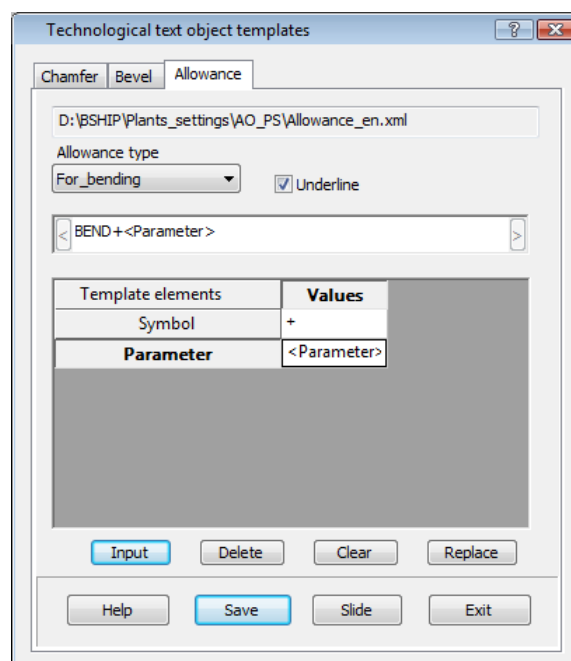 Technological text object templates
?
Chamfer Bevel Allowance
D:\BSHIP\Plants_settings\AO_PS\Allowance_en.xml
Allowance type
For_bending Underline
< BEND+<Parameter> >
Template elements Values
Symbol +
Parameter <Parameter>
Input Delete Clear Replace
Help Save Slide Exit